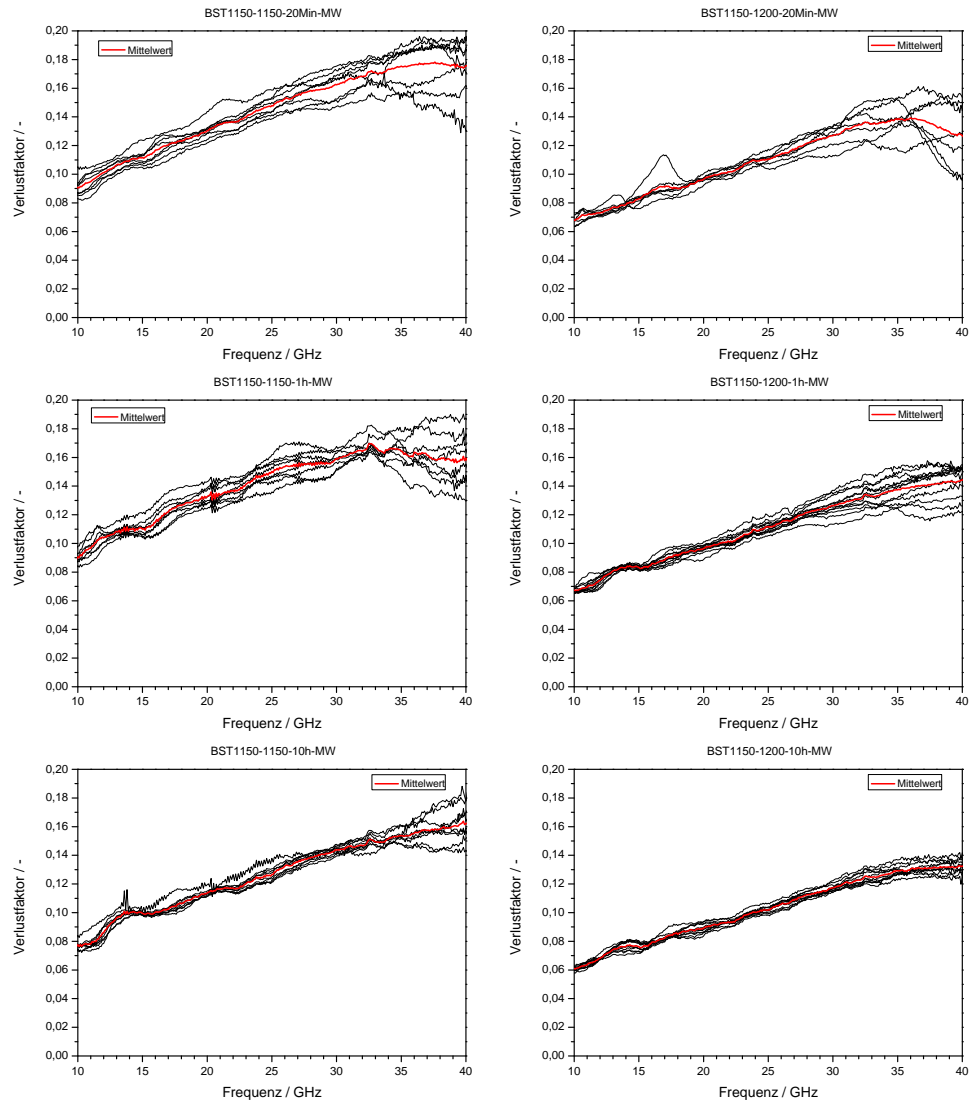 BST1150-1150-20Min-MW
0,20
0,18
0,16
0,14
0,12
0,10
0,08
0,06
0,04
0,02
0,00
Verlustfaktor / -
Mittelwert
10 15 20 25 30 35 40
Frequenz / GHz
BST1150-1200-20Min-MW
0,20
0,18
0,16
0,14
0,12
0,10
0,08
0,06
0,04
0,02
0,00
Verlustfaktor / -
Mittelwert
10 15 20 25 30 35 40
Frequenz / GHz
BST1150-1150-1h-MW
0,20
0,18
0,16
0,14
0,12
0,10
0,08
0,06
0,04
0,02
0,00
Verlustfaktor / -
Mittelwert
10 15 20 25 30 35 40
Frequenz / GHz
BST1150-1200-1h-MW
0,20
0,18
0,16
0,14
0,12
0,10
0,08
0,06
0,04
0,02
0,00
Verlustfaktor / -
Mittelwert
10 15 20 25 30 35 40
Frequenz / GHz
BST1150-1150-10h-MW
0,20
0,18
0,16
0,14
0,12
0,10
0,08
0,06
0,04
0,02
0,00
Verlustfaktor / -
Mittelwert
10 15 20 25 30 35 40
Frequenz / GHz
BST1150-1200-10h-MW
0,20
0,18
0,16
0,14
0,12
0,10
0,08
0,06
0,04
0,02
0,00
Verlustfaktor / -
Mittelwert
10 15 20 25 30 35 40
Frequenz / GHz